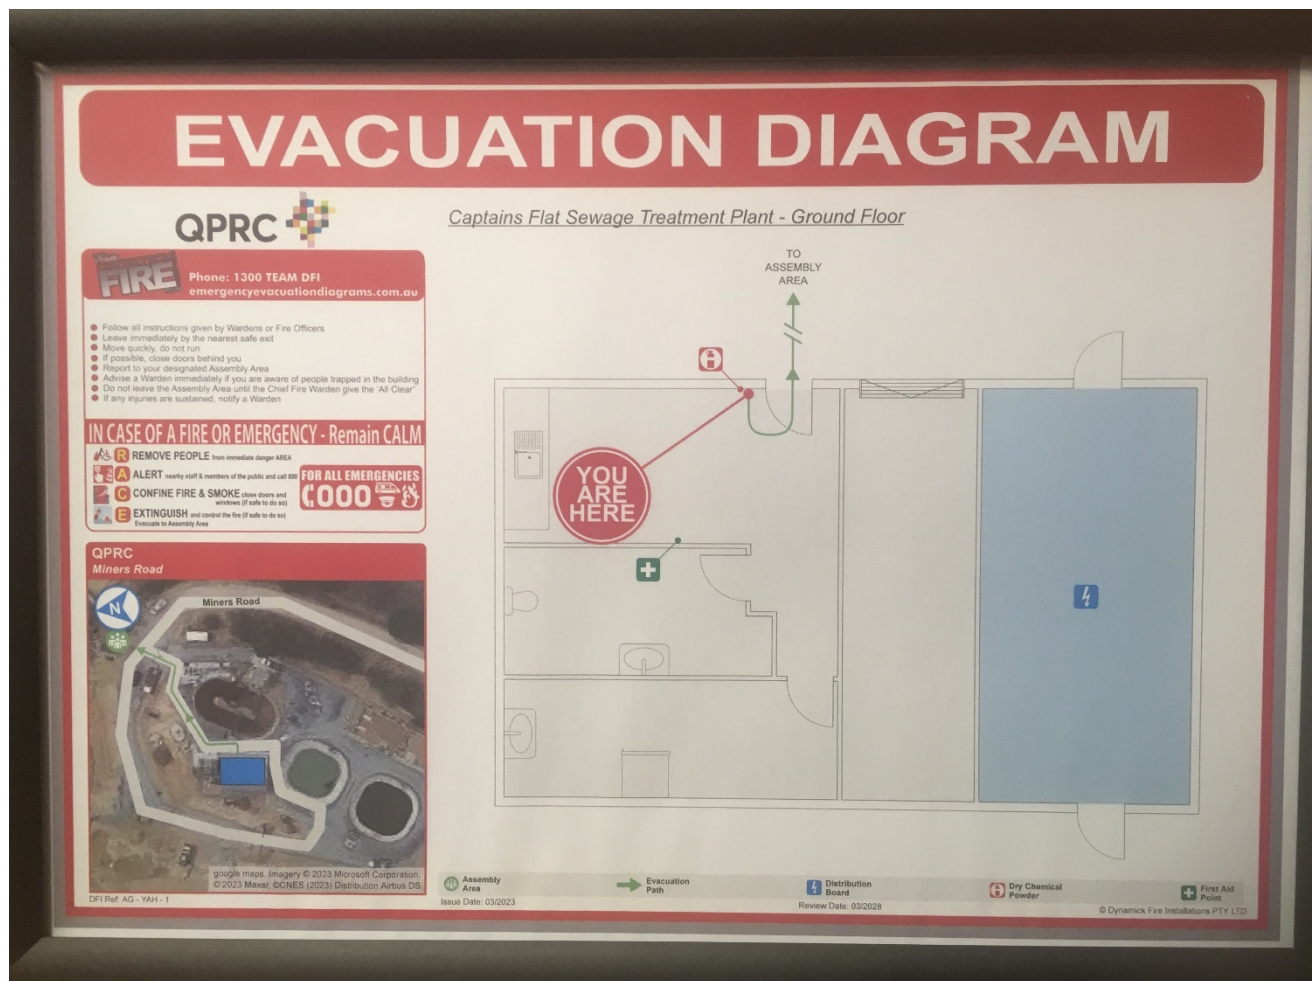 EVACUATION DIAGRAM
QPRC
Captains Flat Sewage Treatment Plant - Ground Floor
FIRE
Phone: 1300 TEAM DFI
emergencyevacuationdiagrams.com.au
Follow all instructions given by Wardens or Fire Officers
Leave immediately by the nearest safe exit
Move quickly, do not run
If possible, close doors behind you
Report to your designated Assembly Area
Advise a Warden immediately if you are aware of people trapped in the building
Do not leave the Assembly Area until the Chief Fire Warden give the 'All Clear"
If any injuries are sustained, notify a Warden
IN CASE OF A FIRE OR EMERGENCY - Remain CALM
R REMOVE PEOPLE from immediate danger AREA
A ALERT nearby staff & members of the public and call 000
C CONFINE FIRE & SMOKE close doors and
windows (if safe to do so)
E EXTINGUISH and control the fire (if safe to do so)
Evacuate to Assembly Area
FOR ALL EMERGENCIES
000
QPRC
Miners Road
N
Miners Road
google maps. Imagery © 2023 Microsoft Corporation.
© 2023 Maxar, ©CNES (2023) Distribution Airbus DS
DFI Ref: AG - YAH - 1
TO
ASSEMBLY
AREA
YOU
ARE
HERE
Assembly
Area
Evacuation
Path
Distribution
Board
Dry Chemical
Powder
First Aid
Point
Issue Date: 03/2023
Review Date: 03/2028
© Dynamick Fire Installations PTY LTD